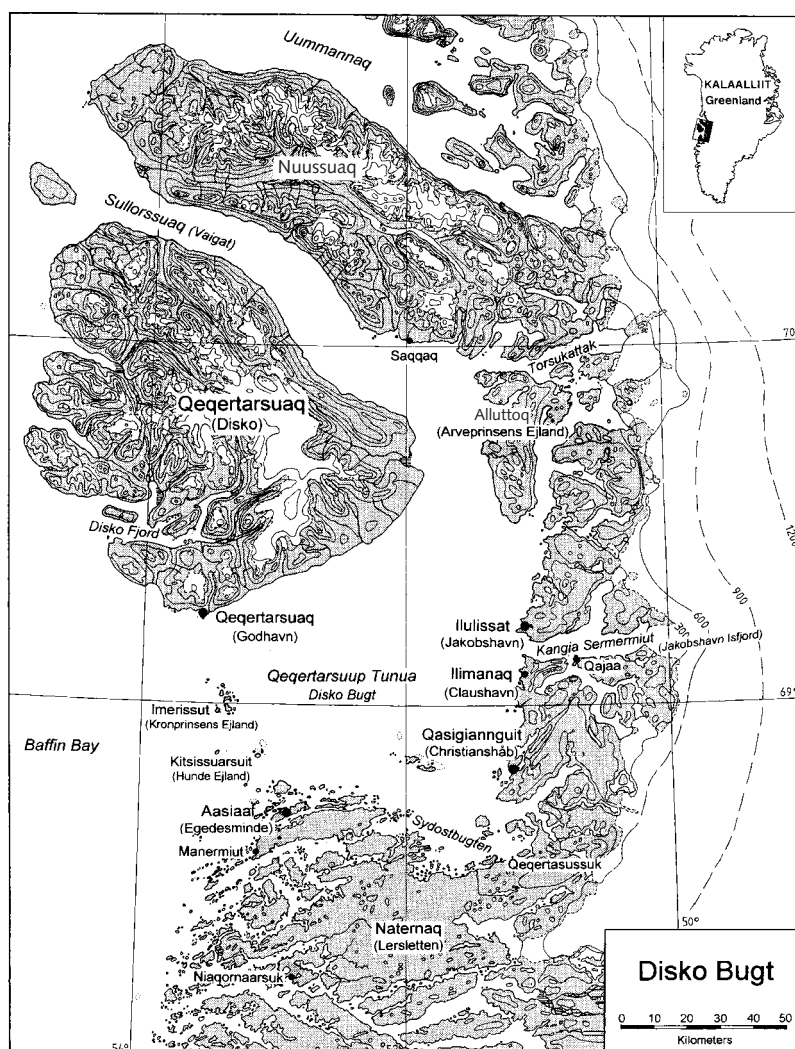 Uummannaq
KALAALLIIT
Greenland
Nuussuaq
Sullorssuaq (Vaigat)
70
Saqqaq
Torsukattak
Qeqertarsuaq
(Disko)
Alluttoq
(Arveprinsens Ejland)
Disko Fjord
1200
900
600
300
Qeqertarsuaq
(Godhavn)
Ilulissat
(Jakobshavn)
Kangia Sermermiut (Jakobshavn Isfjord)
Qajaa
Qeqertarsuup Tunua
Disko Bugt
Ilimanaq
(Claushavn)
69°
Imerissut &
(Kronprinsens Ejland)
Baffin Bay
Qasigiannguit
(Christianshåb)
Kitsissuarsuit
(Hunde Ejland)
Aasiaat
(Egedesminde)
Sydostbugten
Manermiut
Qeqertasussuk
Naternaq
(Lersletten)
50°
Niaqornaarsuk
54°
Disko Bugt
0 10 20 30 40 50
Kilometers